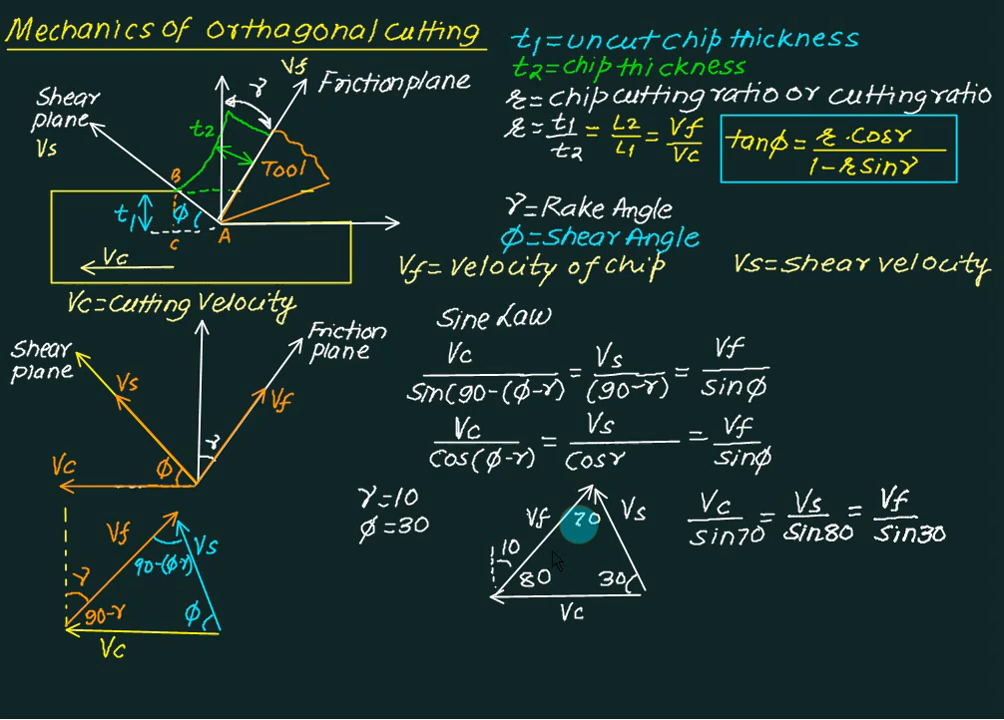 Mechanics of Orthagonal Cutting
t1=uncut chip thickness
t2=chip thickness
r=chip cutting ratio or cutting ratio
r=t1/t2=L2/L1=Vf/Vc
tanϕ=r.cosγ/1-r sinγ
γ=Rake Angle
ϕ=Shear Angle
Vf=velocity of chip
Vs=shear velocity
Vf
γ
Friction plane
Shear
plane
Vs
t2
Tool
B
t1
ϕ
C
A
Vc
Vc=Cutting velocity
Shear
plane
Friction
plane
Vs
Vf
γ
Vc
ϕ
Vf
Vs
90-(ϕ-γ)
γ
90-γ
ϕ
Vc
Sine Law
Vc/sin(90-(ϕ-γ)=Vs/(90-γ)=Vf/sinϕ
Vc/cos(ϕ-γ)=Vs/cosγ=Vf/sinϕ
γ=10
ϕ=30
Vf
70
Vs
10
80
30
Vc
Vc/sin70=Vs/sin80=Vf/sin30